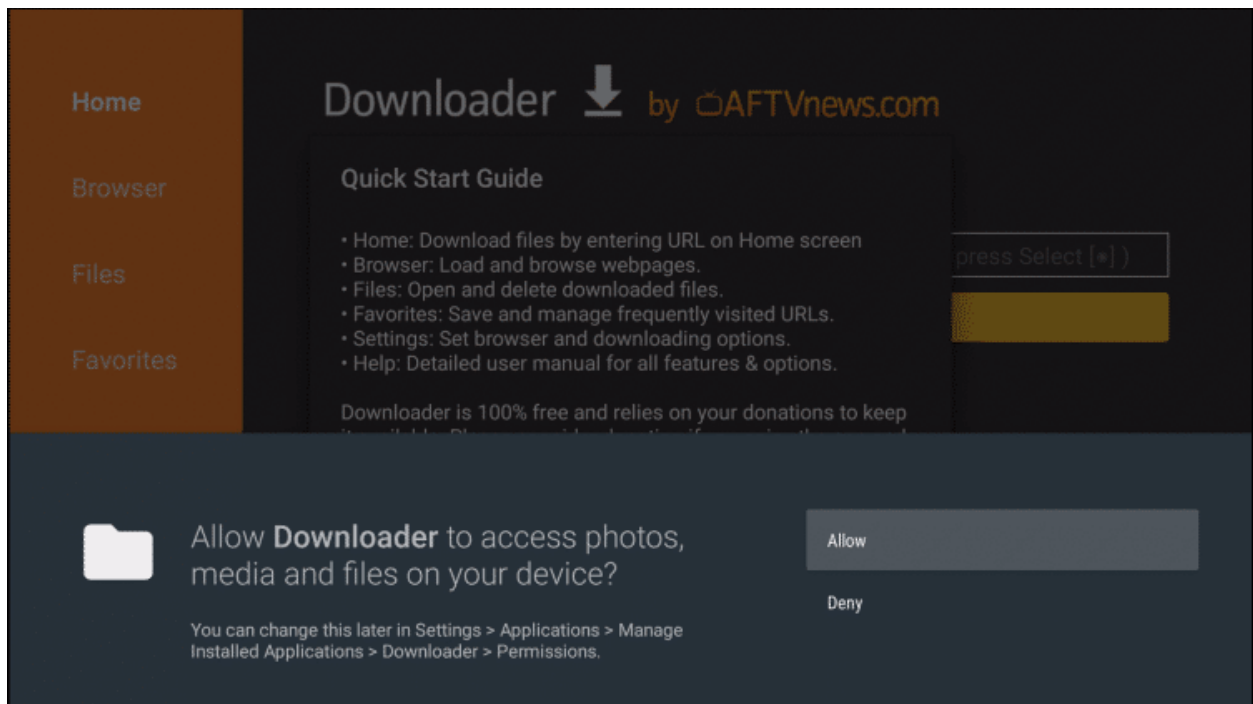 Home
Browser
Files
Favorites
Downloader by AFTVnews.com
Quick Start Guide
• Home: Download files by entering URL on Home screen
• Browser: Load and browse webpages.
• Files: Open and delete downloaded files.
• Favorites: Save and manage frequently visited URLs.
• Settings: Set browser and downloading options.
• Help: Detailed user manual for all features & options.
Downloader is 100% free and relies on your donations to keep
press Select [•] )
Allow Downloader to access photos,
media and files on your device?
You can change this later in Settings > Applications > Manage
Installed Applications > Downloader > Permissions.
Allow
Deny